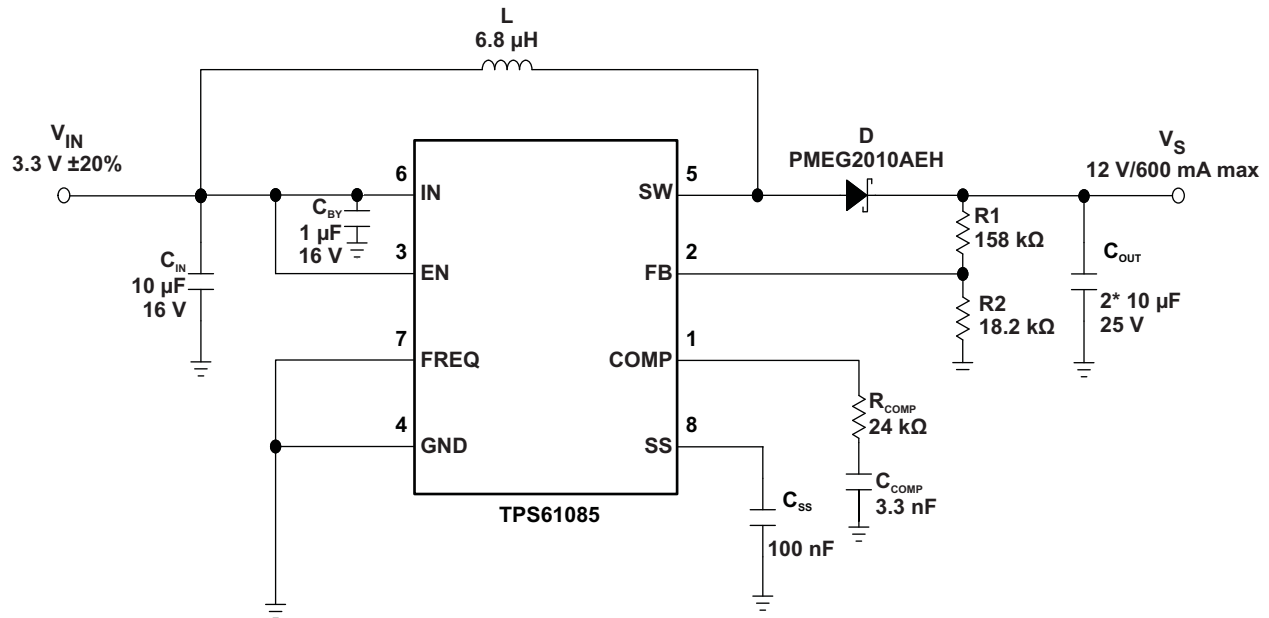 L
6.8 µH
V_IN
3.3 V ±20%
D
PMEG2010AEH
V_S
12 V/600 mA max
6
IN
SW
5
C_BY
1 µF
16 V
R1
158 kΩ
3
EN
FB
2
C_IN
10 µF
16 V
C_OUT
2* 10 µF
25 V
R2
18.2 kΩ
7
FREQ
COMP
1
R_COMP
24 kΩ
4
GND
SS
8
C_COMP
3.3 nF
TPS61085
C_SS
100 nF